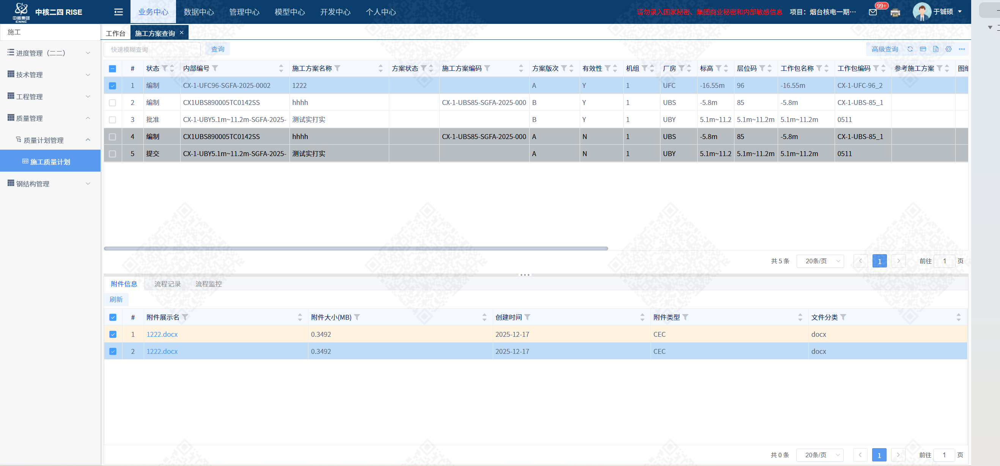 中核集团
CNNC
中核二四 RISE
业务中心 数据中心 管理中心 模型中心 开发中心 个人中心
请勿录入国家秘密、集团商业秘密和内部敏感信息
项目：烟台核电一期···
99+
于铖硕
施工
进度管理（二二）
技术管理
工程管理
质量管理
质量计划管理
施工质量计划
钢结构管理
工作台 施工方案查询 ×
快速模糊查询 查询 高级查询
# 状态 内部编号 施工方案名称 方案状态 施工方案编码 方案版次 有效性 机组 厂房 标高 层位码 工作包名称 工作包编码 参考施工方案
1 编制 CX-1-UFC96-SGFA-2025-0002 1222 A Y 1 UFC -16.55m 96 -16.55m CX-1-UFC-96_2
2 编制 CX1UBS890005TC0142SS hhhh CX-1-UBS85-SGFA-2025-000 B Y 1 UBS -5.8m 85 -5.8m CX-1-UBS-85_1
3 批准 CX-1-UBY5.1m~11.2m-SGFA-2025- 测试实打实 B Y 1 UBY 5.1m~11.2 5.1m~11.2m 5.1m~11.2m 0511
4 编制 CX1UBS890005TC0142SS hhhh CX-1-UBS85-SGFA-2025-000 A N 1 UBS -5.8m 85 -5.8m CX-1-UBS-85_1
5 提交 CX-1-UBY5.1m~11.2m-SGFA-2025- 测试实打实 A N 1 UBY 5.1m~11.2 5.1m~11.2m 5.1m~11.2m 0511
共 5 条 20条/页 1 前往 1 页
附件信息 流程记录 流程监控
刷新
# 附件展示名 附件大小(MB) 创建时间 附件类型 文件分类
1 1222.docx 0.3492 2025-12-17 CEC docx
2 1222.docx 0.3492 2025-12-17 CEC docx
共 0 条 20条/页 1 前往 1 页